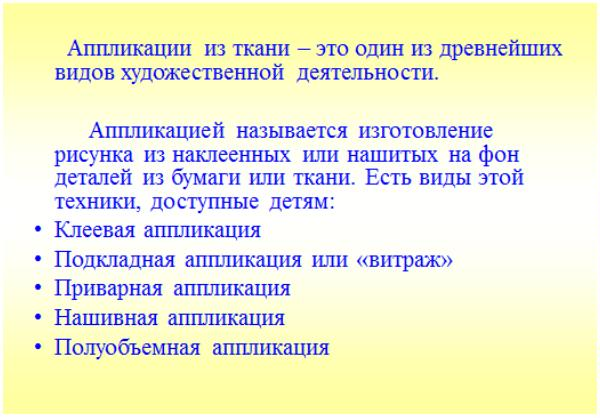 Аппликации из ткани – это один из древнейших
видов художественной деятельности.
Аппликацией называется изготовление
рисунка из наклеенных или нашитых на фон
деталей из бумаги или ткани. Есть виды этой
техники, доступные детям:
• Клеевая аппликация
• Подкладная аппликация или «витраж»
• Приварная аппликация
• Нашивная аппликация
• Полуобъемная аппликация